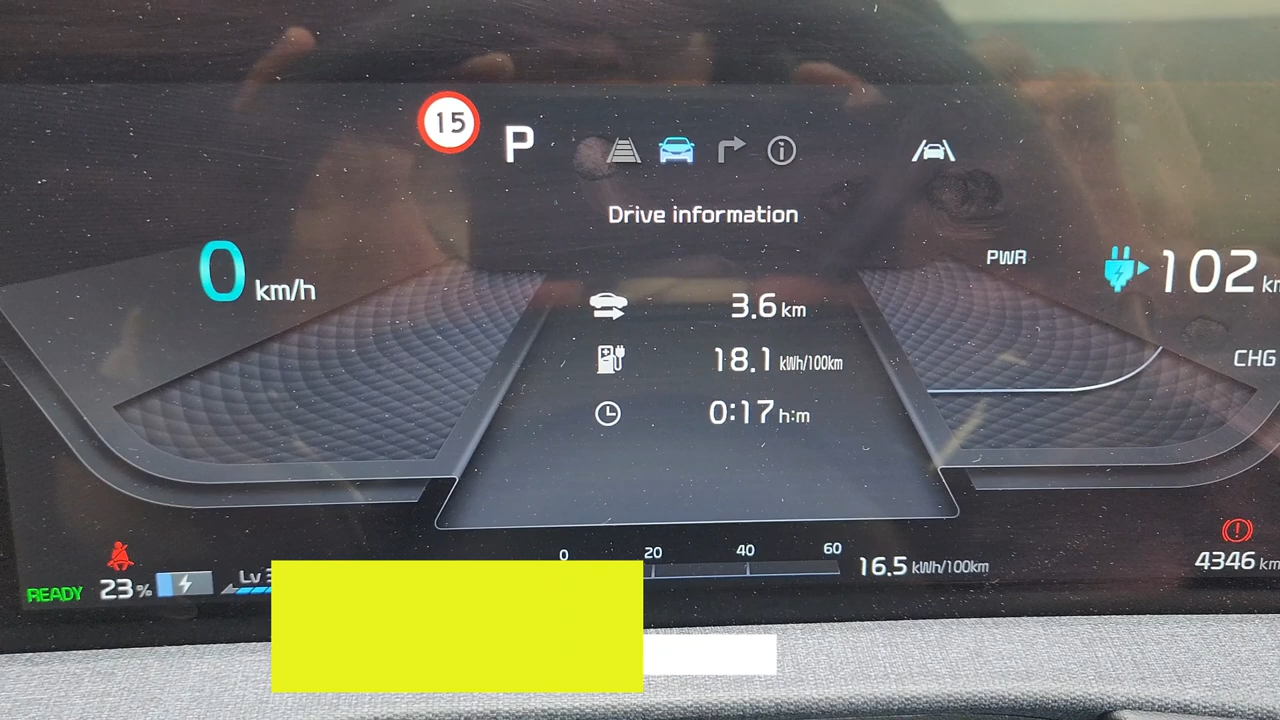 15
P
Drive information
0 km/h
PWR
102 km
3.6 km
18.1 kWh/100km
CHG
0:17 h:m
0 20 40 60
16.5 kWh/100km
4346 km
READY 23% Lv